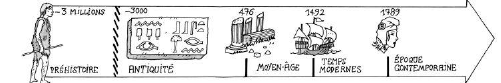 -3 MILLIONS
-3000
476
1492
1789
PRÉHISTOIRE
ANTIQUITÉ
MOYEN-ÂGE
TEMPS
MODERNES
ÉPOQUE
CONTEMPORAINE